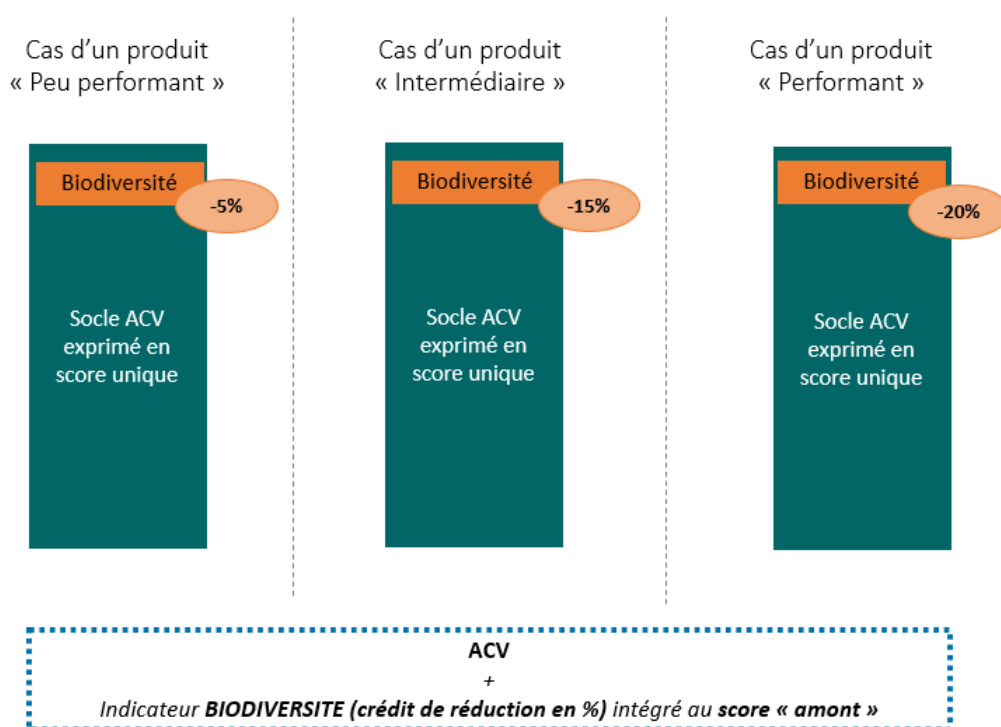 Cas d'un produit
« Peu performant »
Biodiversité
-5%
Socle ACV
exprimé en
score unique
Cas d'un produit
« Intermédiaire »
Biodiversité
-15%
Socle ACV
exprimé en
score unique
Cas d'un produit
« Performant »
Biodiversité
-20%
Socle ACV
exprimé en
score unique
ACV
+
Indicateur BIODIVERSITE (crédit de réduction en %) intégré au score « amont »